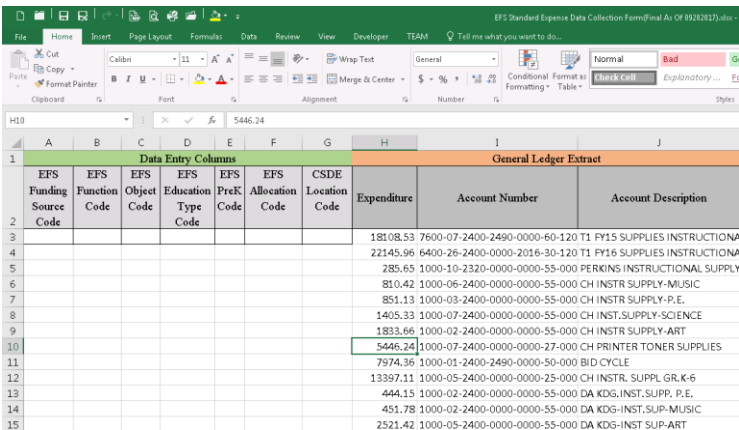 EFS Standard Expense Data Collection Form(Final As Of 09282017).xlsx -
File Home Insert Page Layout Formulas Data Review View Developer TEAM Tell me what you want to do...
Cut
Copy
Format Painter
Paste
Clipboard
Calibri 11 A A
B I U A
Font
Wrap Text
Merge & Center
Alignment
General
$ % , .0 .00 .00 .0
Number
Conditional Formatting
Format as Table
Normal Bad
Check Cell Explanatory ...
Styles
H10 fx 5446.24
A B C D E F G H I J
1 Data Entry Columns General Ledger Extract
2 EFS Funding Source Code EFS Function Code EFS Object Code EFS Education Type Code EFS PreK Code EFS Allocation Code CSDE Location Code Expenditure Account Number Account Description
3 18108.53 7600-07-2400-2490-0000-60-120 T1 FY15 SUPPLIES INSTRUCTIONA
4 22145.96 6400-26-2400-0000-2016-30-120 T1 FY16 SUPPLIES INSTRUCTIONA
5 285.65 1000-10-2320-0000-0000-55-000 PERKINS INSTRUCTIONAL SUPPLY
6 810.42 1000-06-2400-0000-0000-55-000 CH INSTR SUPPLY-MUSIC
7 851.13 1000-03-2400-0000-0000-55-000 CH INSTR SUPPLY-P.E.
8 1405.33 1000-07-2400-0000-0000-55-000 CH INST.SUPPLY-SCIENCE
9 1833.66 1000-02-2400-0000-0000-55-000 CH INSTR SUPPLY-ART
10 5446.24 1000-07-2400-0000-0000-27-000 CH PRINTER TONER SUPPLIES
11 7974.36 1000-01-2400-2490-0000-50-000 BID CYCLE
12 13397.11 1000-05-2400-0000-0000-25-000 CH INSTR. SUPPL GR.K-6
13 444.15 1000-02-2400-0000-0000-55-000 DA KDG.INST.SUPP. P.E.
14 451.78 1000-02-2400-0000-0000-55-000 DA KDG-INST.SUP-MUSIC
15 2521.42 1000-05-2400-0000-0000-55-000 DA KDG-INST SUP-ART